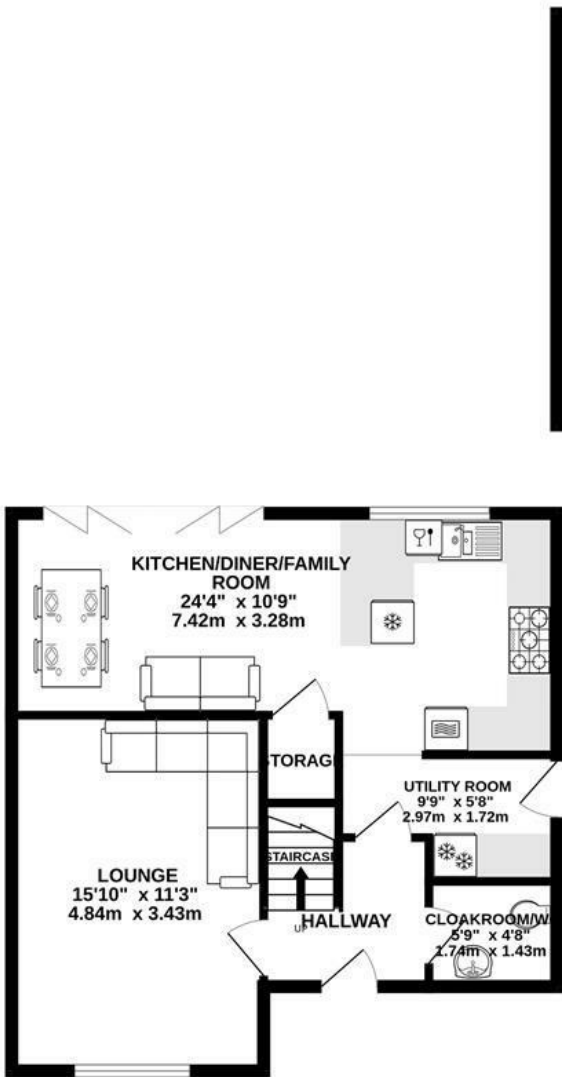 KITCHEN/DINER/FAMILY
ROOM
24'4" x 10'9"
7.42m x 3.28m
STORAGE
UTILITY ROOM
9'9" x 5'8"
2.97m x 1.72m
STAIRCASE
LOUNGE
15'10" x 11'3"
4.84m x 3.43m
UP
HALLWAY
CLOAKROOM/W
5'9" x 4'8"
1.74m x 1.43m